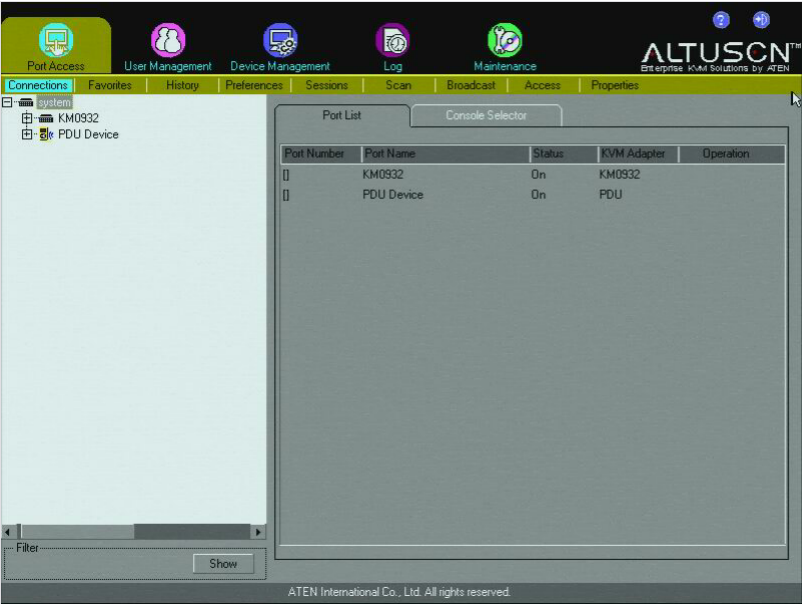 ALTUSCN™
Enterprise KVM Solutions by ATEN
Port Access User Management Device Management Log Maintenance
Connections Favorites History Preferences Sessions Scan Broadcast Access Properties
system
KM0932
PDU Device
Port List Console Selector
Port Number Port Name Status KVM Adapter Operation
[] KM0932 On KM0932
[] PDU Device On PDU
Filter
Show
ATEN International Co., Ltd. All rights reserved.